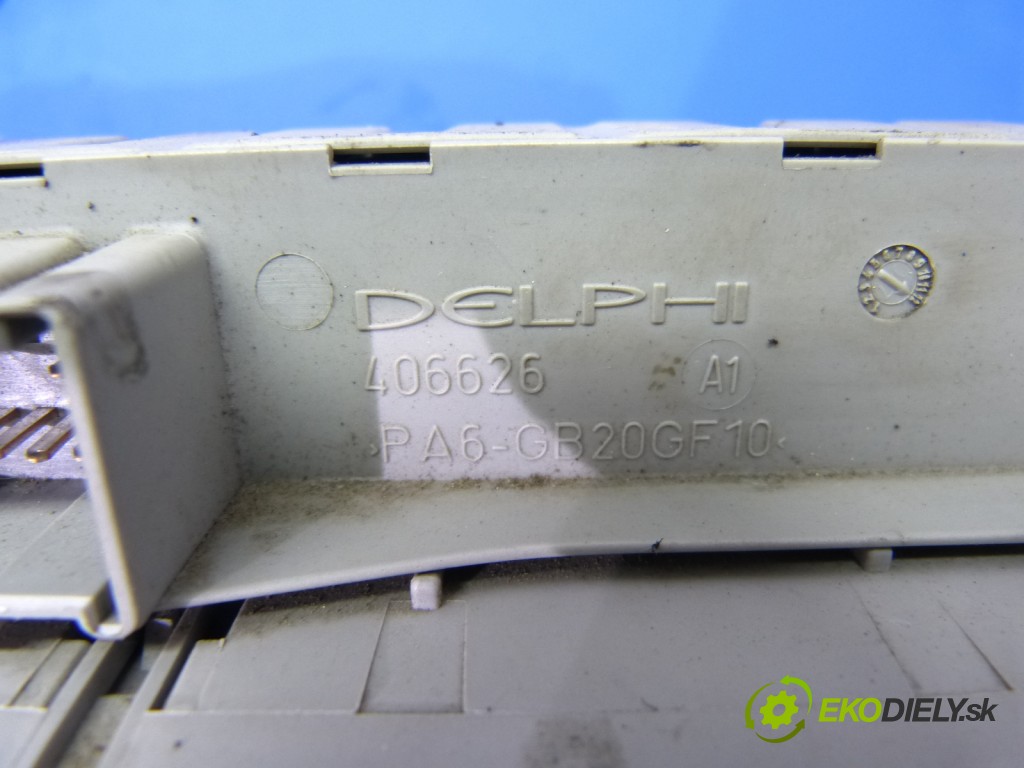 DELPHI
406626 A1
>PA6-GB20GF10<
EKODIELY.sk